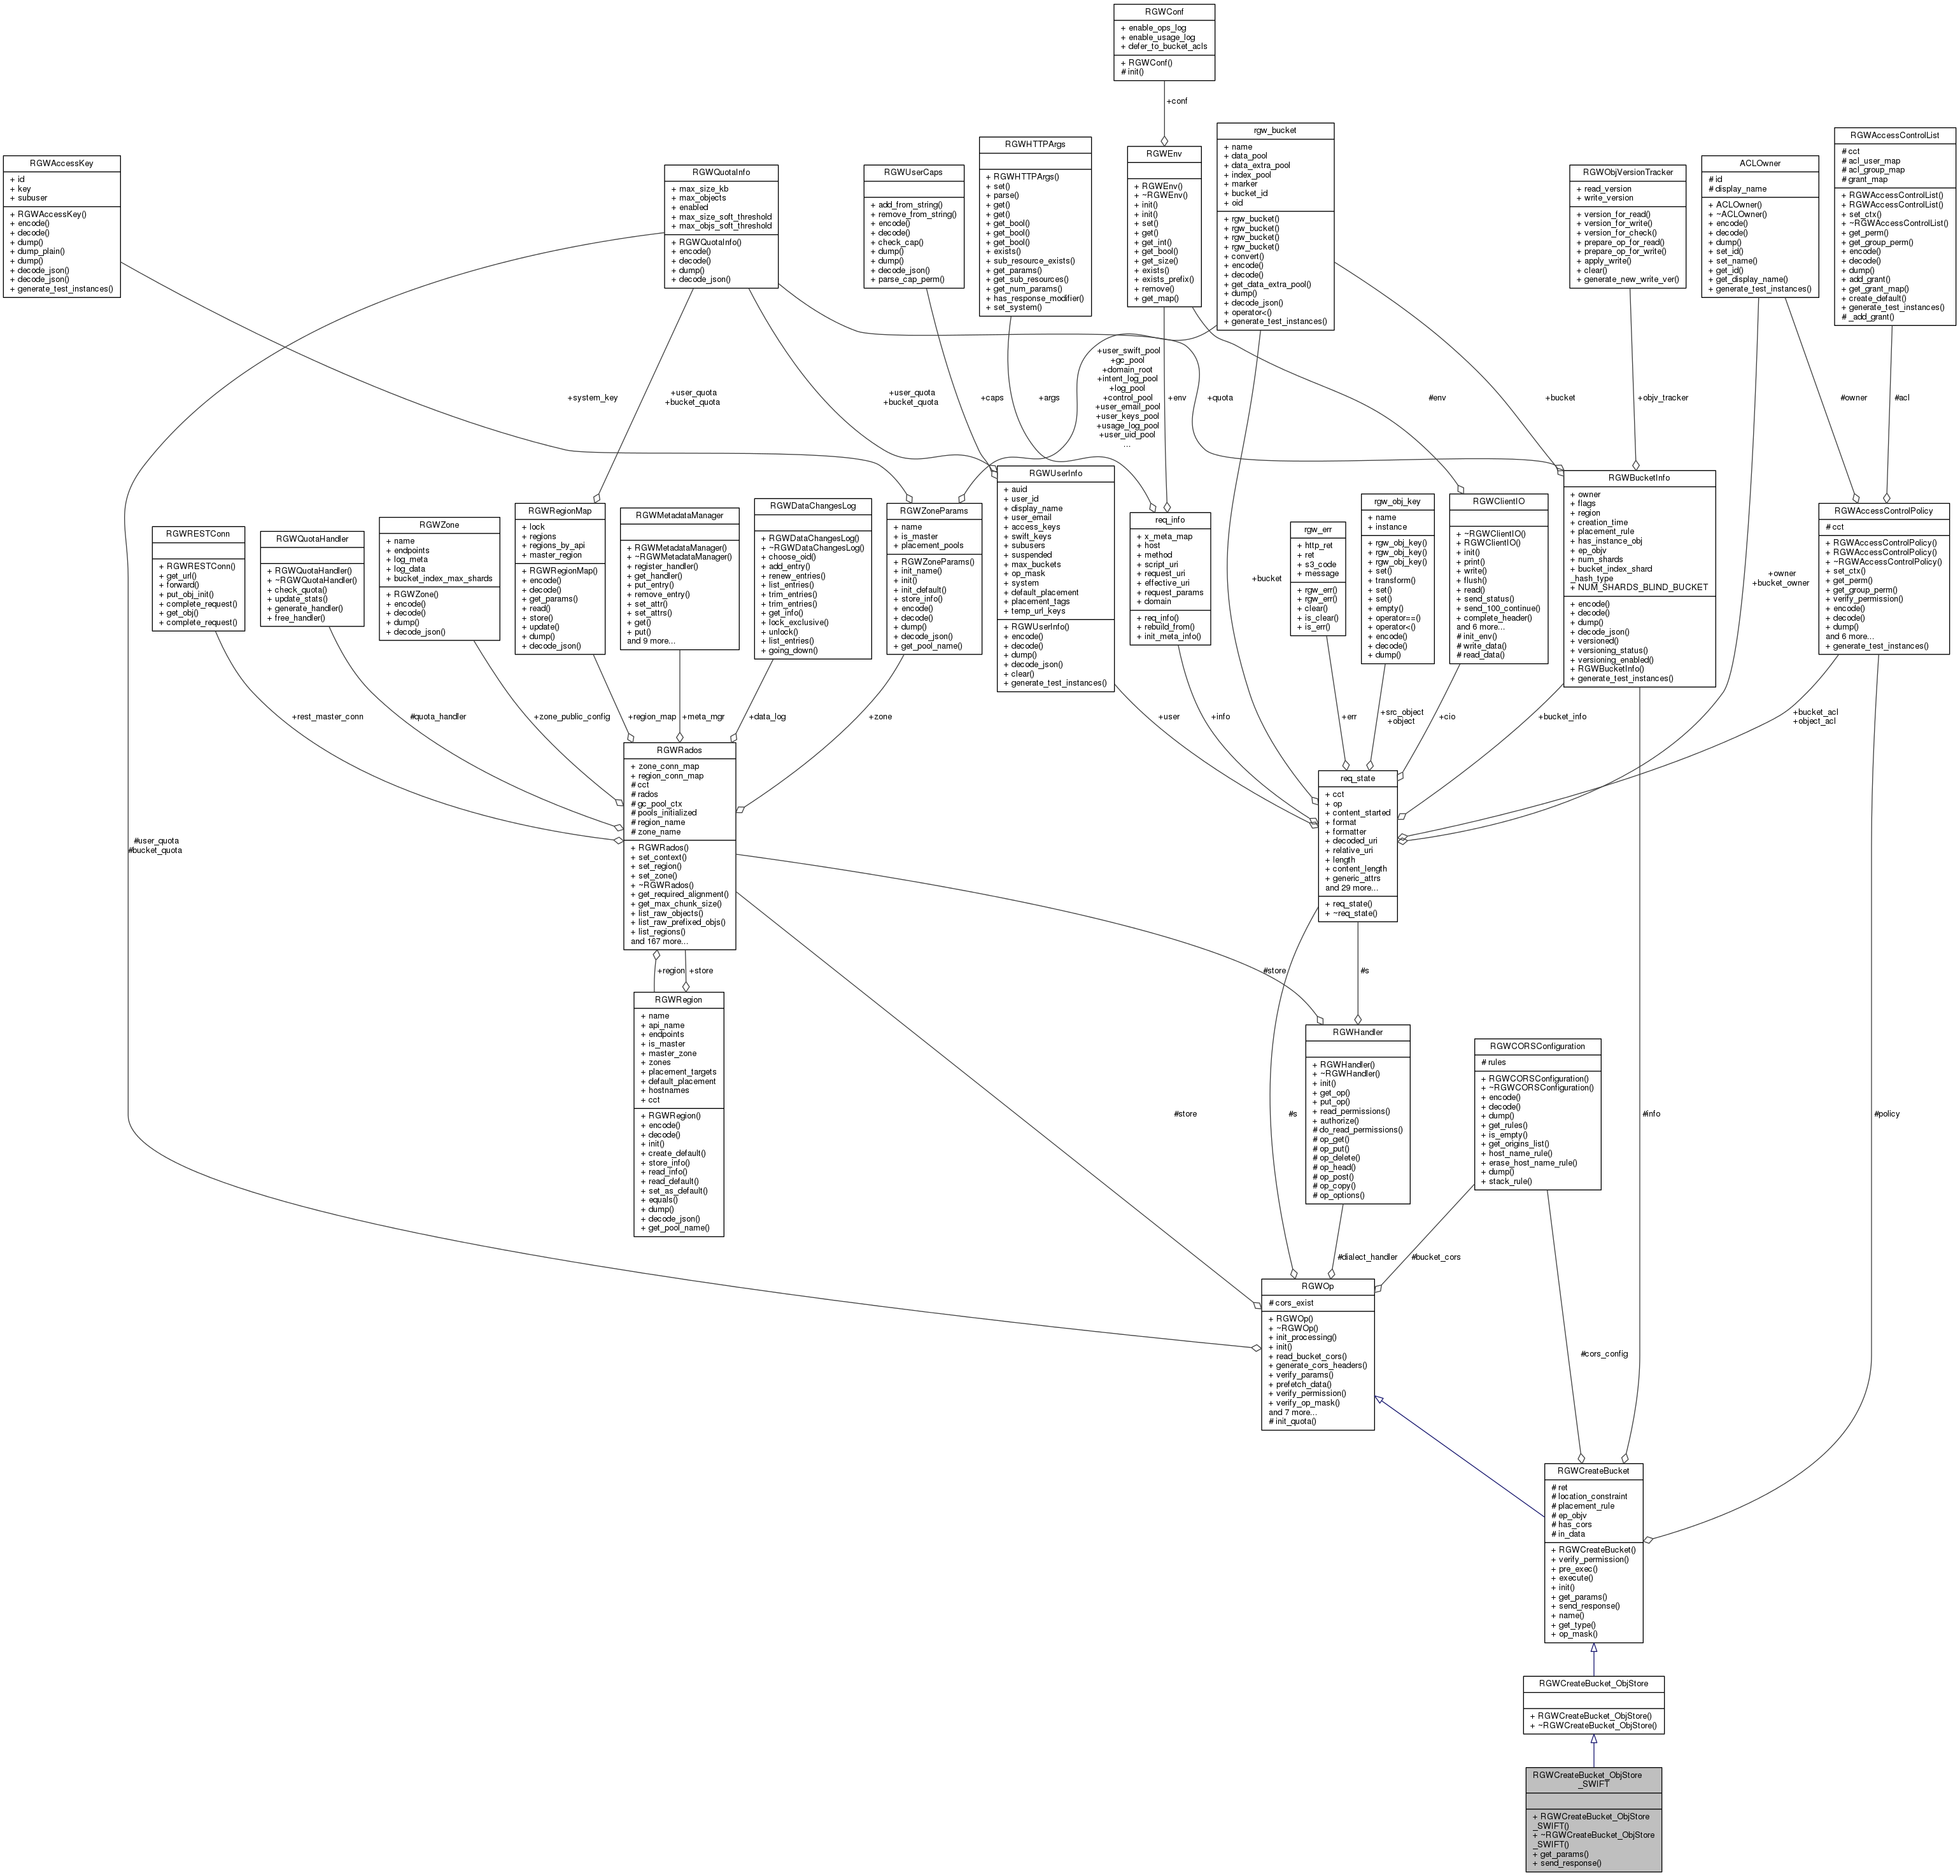 RGWConf
+ enable_ops_log
+ enable_usage_log
+ defer_to_bucket_acls
+ RGWConf()
# init()
+conf
RGWAccessKey
+ id
+ key
+ subuser
+ RGWAccessKey()
+ encode()
+ decode()
+ dump()
+ dump_plain()
+ dump()
+ decode_json()
+ decode_json()
+ generate_test_instances()
RGWQuotaInfo
+ max_size_kb
+ max_objects
+ enabled
+ max_size_soft_threshold
+ max_objs_soft_threshold
+ RGWQuotaInfo()
+ encode()
+ decode()
+ dump()
+ decode_json()
RGWUserCaps
+ add_from_string()
+ remove_from_string()
+ encode()
+ decode()
+ check_cap()
+ dump()
+ dump()
+ decode_json()
+ parse_cap_perm()
RGWHTTPArgs
+ RGWHTTPArgs()
+ set()
+ parse()
+ get()
+ get()
+ get_bool()
+ get_bool()
+ get_bool()
+ exists()
+ sub_resource_exists()
+ get_params()
+ get_sub_resources()
+ get_num_params()
+ has_response_modifier()
+ set_system()
RGWEnv
+ RGWEnv()
+ ~RGWEnv()
+ init()
+ init()
+ set()
+ get()
+ get_int()
+ get_bool()
+ get_size()
+ exists()
+ exists_prefix()
+ remove()
+ get_map()
rgw_bucket
+ name
+ data_pool
+ data_extra_pool
+ index_pool
+ marker
+ bucket_id
+ oid
+ rgw_bucket()
+ rgw_bucket()
+ rgw_bucket()
+ rgw_bucket()
+ convert()
+ encode()
+ decode()
+ get_data_extra_pool()
+ dump()
+ decode_json()
+ operator<()
+ generate_test_instances()
RGWObjVersionTracker
+ read_version
+ write_version
+ version_for_read()
+ version_for_write()
+ version_for_check()
+ prepare_op_for_read()
+ prepare_op_for_write()
+ apply_write()
+ clear()
+ generate_new_write_ver()
ACLOwner
# id
# display_name
+ ACLOwner()
+ ~ACLOwner()
+ encode()
+ decode()
+ dump()
+ set_id()
+ set_name()
+ get_id()
+ get_display_name()
+ generate_test_instances()
RGWAccessControlList
# cct
# acl_user_map
# acl_group_map
# grant_map
+ RGWAccessControlList()
+ RGWAccessControlList()
+ set_ctx()
+ ~RGWAccessControlList()
+ get_perm()
+ get_group_perm()
+ encode()
+ decode()
+ dump()
+ add_grant()
+ get_grant_map()
+ create_default()
+ generate_test_instances()
# _add_grant()
+system_key
+user_quota
+bucket_quota
+user_quota
+bucket_quota
+caps
+args
+user_swift_pool
+gc_pool
+domain_root
+intent_log_pool
+log_pool
+control_pool
+user_email_pool
+user_keys_pool
+usage_log_pool
+user_uid_pool
...
+env
+quota
#env
+bucket
+objv_tracker
#owner
#acl
RGWRESTConn
+ RGWRESTConn()
+ get_url()
+ forward()
+ put_obj_init()
+ complete_request()
+ get_obj()
+ complete_request()
RGWQuotaHandler
+ RGWQuotaHandler()
+ ~RGWQuotaHandler()
+ check_quota()
+ update_stats()
+ generate_handler()
+ free_handler()
RGWZone
+ name
+ endpoints
+ log_meta
+ log_data
+ bucket_index_max_shards
+ RGWZone()
+ encode()
+ decode()
+ dump()
+ decode_json()
RGWRegionMap
+ lock
+ regions
+ regions_by_api
+ master_region
+ RGWRegionMap()
+ encode()
+ decode()
+ get_params()
+ read()
+ store()
+ update()
+ dump()
+ decode_json()
RGWMetadataManager
+ RGWMetadataManager()
+ ~RGWMetadataManager()
+ register_handler()
+ get_handler()
+ put_entry()
+ remove_entry()
+ set_attr()
+ set_attrs()
+ get()
+ put()
and 9 more...
RGWDataChangesLog
+ RGWDataChangesLog()
+ ~RGWDataChangesLog()
+ choose_oid()
+ add_entry()
+ renew_entries()
+ list_entries()
+ trim_entries()
+ trim_entries()
+ get_info()
+ lock_exclusive()
+ unlock()
+ list_entries()
+ going_down()
RGWZoneParams
+ name
+ is_master
+ placement_pools
+ RGWZoneParams()
+ init_name()
+ init()
+ init_default()
+ store_info()
+ encode()
+ decode()
+ dump()
+ decode_json()
+ get_pool_name()
RGWUserInfo
+ auid
+ user_id
+ display_name
+ user_email
+ access_keys
+ swift_keys
+ subusers
+ suspended
+ max_buckets
+ op_mask
+ system
+ default_placement
+ placement_tags
+ temp_url_keys
+ RGWUserInfo()
+ encode()
+ decode()
+ dump()
+ decode_json()
+ clear()
+ generate_test_instances()
req_info
+ x_meta_map
+ host
+ method
+ script_uri
+ request_uri
+ effective_uri
+ request_params
+ domain
+ req_info()
+ rebuild_from()
+ init_meta_info()
+bucket
rgw_err
+ http_ret
+ ret
+ s3_code
+ message
+ rgw_err()
+ rgw_err()
+ clear()
+ is_clear()
+ is_err()
rgw_obj_key
+ name
+ instance
+ rgw_obj_key()
+ rgw_obj_key()
+ rgw_obj_key()
+ set()
+ transform()
+ set()
+ set()
+ empty()
+ operator==()
+ operator<()
+ encode()
+ decode()
+ dump()
RGWClientIO
+ ~RGWClientIO()
+ RGWClientIO()
+ init()
+ print()
+ write()
+ flush()
+ read()
+ send_status()
+ send_100_continue()
+ complete_header()
and 6 more...
# init_env()
# write_data()
# read_data()
RGWBucketInfo
+ owner
+ flags
+ region
+ creation_time
+ placement_rule
+ has_instance_obj
+ ep_objv
+ num_shards
+ bucket_index_shard
_hash_type
+ NUM_SHARDS_BLIND_BUCKET
+ encode()
+ decode()
+ dump()
+ decode_json()
+ versioned()
+ versioning_status()
+ versioning_enabled()
+ RGWBucketInfo()
+ generate_test_instances()
+owner
+bucket_owner
RGWAccessControlPolicy
# cct
+ RGWAccessControlPolicy()
+ RGWAccessControlPolicy()
+ ~RGWAccessControlPolicy()
+ set_ctx()
+ get_perm()
+ get_group_perm()
+ verify_permission()
+ encode()
+ decode()
+ dump()
and 6 more...
+ generate_test_instances()
+rest_master_conn
#quota_handler
+zone_public_config
+region_map
+meta_mgr
+data_log
+zone
+user
+info
+err
+src_object
+object
+cio
+bucket_info
+bucket_acl
+object_acl
#user_quota
#bucket_quota
RGWRados
+ zone_conn_map
+ region_conn_map
# cct
# rados
# gc_pool_ctx
# pools_initialized
# region_name
# zone_name
+ RGWRados()
+ set_context()
+ set_region()
+ set_zone()
+ ~RGWRados()
+ get_required_alignment()
+ get_max_chunk_size()
+ list_raw_objects()
+ list_raw_prefixed_objs()
+ list_regions()
and 167 more...
req_state
+ cct
+ op
+ content_started
+ format
+ formatter
+ decoded_uri
+ relative_uri
+ length
+ content_length
+ generic_attrs
and 29 more...
+ req_state()
+ ~req_state()
+region
+store
#store
#s
RGWRegion
+ name
+ api_name
+ endpoints
+ is_master
+ master_zone
+ zones
+ placement_targets
+ default_placement
+ hostnames
+ cct
+ RGWRegion()
+ encode()
+ decode()
+ init()
+ create_default()
+ store_info()
+ read_info()
+ read_default()
+ set_as_default()
+ equals()
+ dump()
+ decode_json()
+ get_pool_name()
#store
#s
RGWHandler
+ RGWHandler()
+ ~RGWHandler()
+ init()
+ get_op()
+ put_op()
+ read_permissions()
+ authorize()
# do_read_permissions()
# op_get()
# op_put()
# op_delete()
# op_head()
# op_post()
# op_copy()
# op_options()
RGWCORSConfiguration
# rules
+ RGWCORSConfiguration()
+ ~RGWCORSConfiguration()
+ encode()
+ decode()
+ dump()
+ get_rules()
+ is_empty()
+ get_origins_list()
+ host_name_rule()
+ erase_host_name_rule()
+ dump()
+ stack_rule()
#info
#policy
#dialect_handler
#bucket_cors
RGWOp
# cors_exist
+ RGWOp()
+ ~RGWOp()
+ init_processing()
+ init()
+ read_bucket_cors()
+ generate_cors_headers()
+ verify_params()
+ prefetch_data()
+ verify_permission()
+ verify_op_mask()
and 7 more...
# init_quota()
#cors_config
RGWCreateBucket
# ret
# location_constraint
# placement_rule
# ep_objv
# has_cors
# in_data
+ RGWCreateBucket()
+ verify_permission()
+ pre_exec()
+ execute()
+ init()
+ get_params()
+ send_response()
+ name()
+ get_type()
+ op_mask()
RGWCreateBucket_ObjStore
+ RGWCreateBucket_ObjStore()
+ ~RGWCreateBucket_ObjStore()
RGWCreateBucket_ObjStore
_SWIFT
+ RGWCreateBucket_ObjStore
_SWIFT()
+ ~RGWCreateBucket_ObjStore
_SWIFT()
+ get_params()
+ send_response()